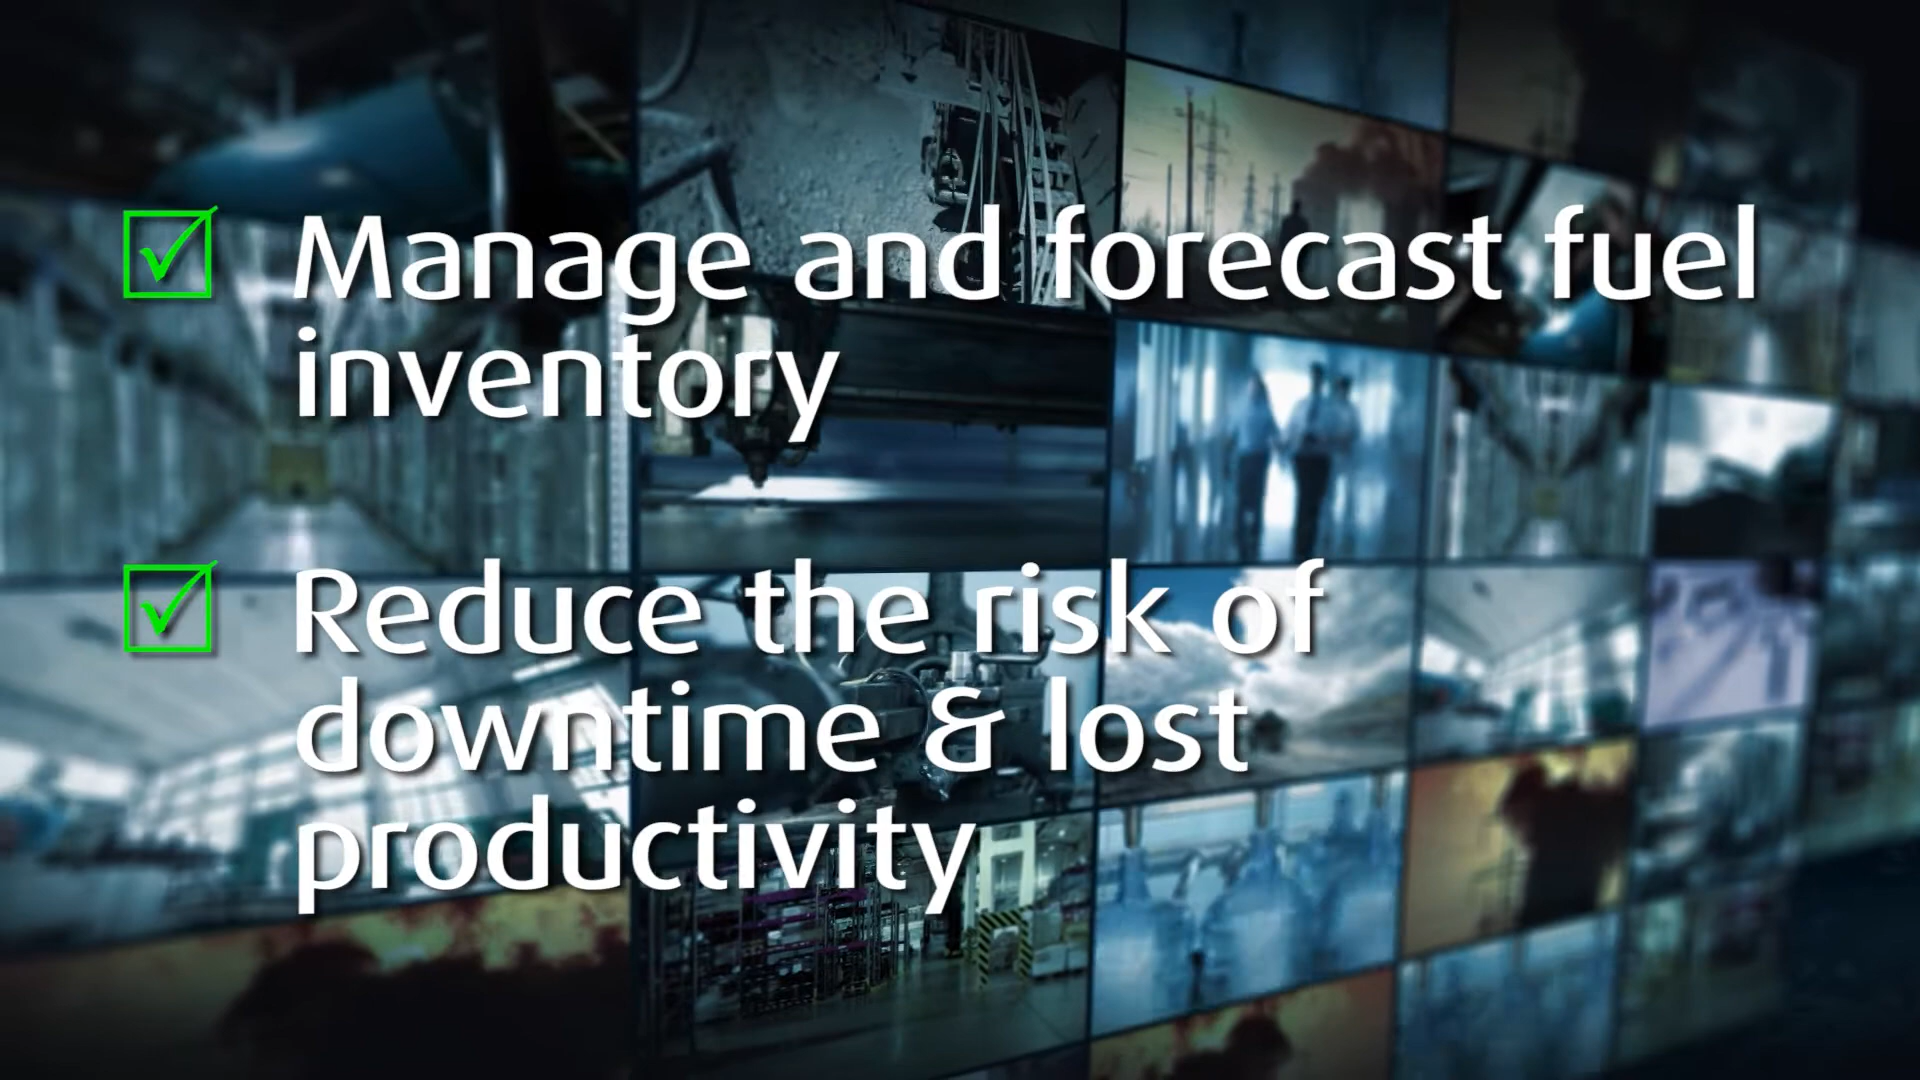 Manage and forecast fuel
inventory
Reduce the risk of
downtime & lost
productivity